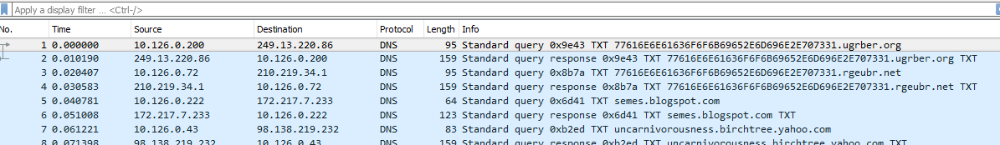 Apply a display filter ... <Ctrl-/>
No. Time Source Destination Protocol Length Info
1 0.000000 10.126.0.200 249.13.220.86 DNS 95 Standard query 0x9e43 TXT 77616E6E61636F6F6B69652E6D696E2E707331.ugrber.org
2 0.010190 249.13.220.86 10.126.0.200 DNS 159 Standard query response 0x9e43 TXT 77616E6E61636F6F6B69652E6D696E2E707331.ugrber.org TXT
3 0.020407 10.126.0.72 210.219.34.1 DNS 95 Standard query 0x8b7a TXT 77616E6E61636F6F6B69652E6D696E2E707331.rgeubr.net
4 0.030583 210.219.34.1 10.126.0.72 DNS 159 Standard query response 0x8b7a TXT 77616E6E61636F6F6B69652E6D696E2E707331.rgeubr.net TXT
5 0.040781 10.126.0.222 172.217.7.233 DNS 64 Standard query 0x6d41 TXT semes.blogspot.com
6 0.051008 172.217.7.233 10.126.0.222 DNS 123 Standard query response 0x6d41 TXT semes.blogspot.com TXT
7 0.061221 10.126.0.43 98.138.219.232 DNS 83 Standard query 0xb2ed TXT uncarnivorousness.birchtree.yahoo.com
8 0.071398 98.138.219.232 10.126.0.43 DNS 159 Standard query response 0xb2ed TXT uncarnivorousness.birchtree.yahoo.com TXT